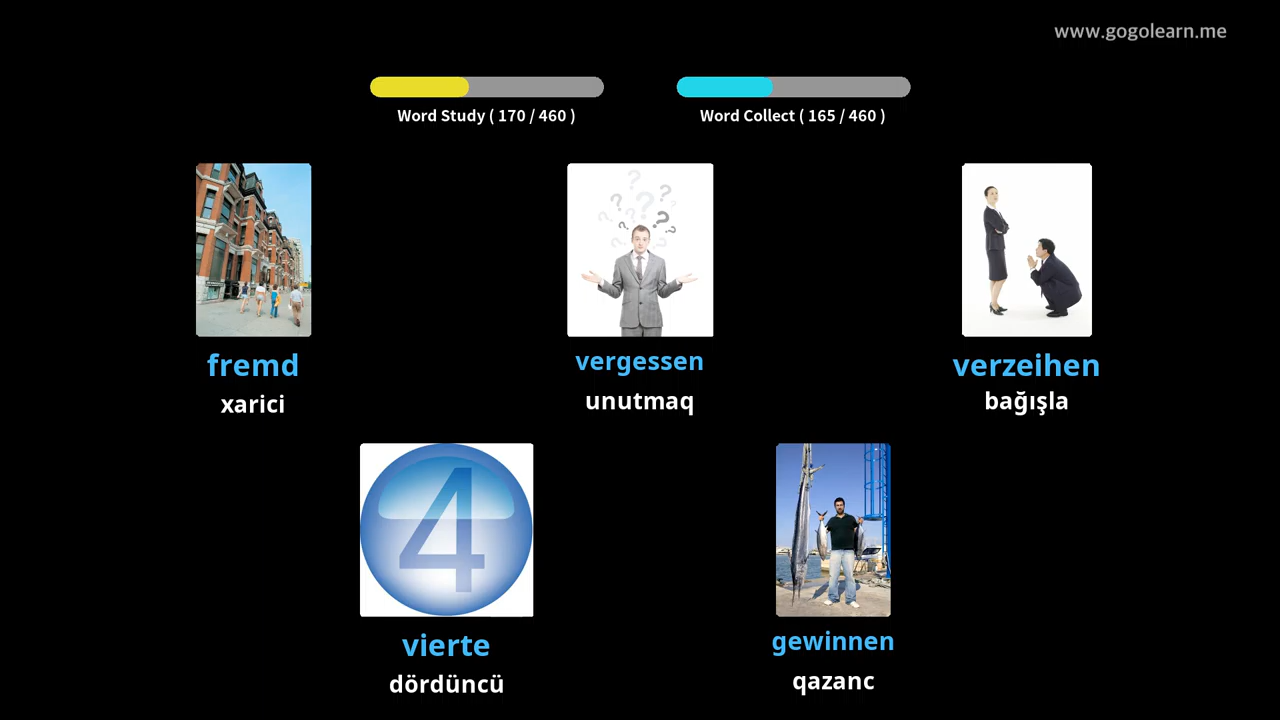 www.gogolearn.me
Word Study ( 170 / 460 )
Word Collect ( 165 / 460 )
fremd
xarici
vergessen
unutmaq
verzeihen
bağışla
4
vierte
dördüncü
gewinnen
qazanc